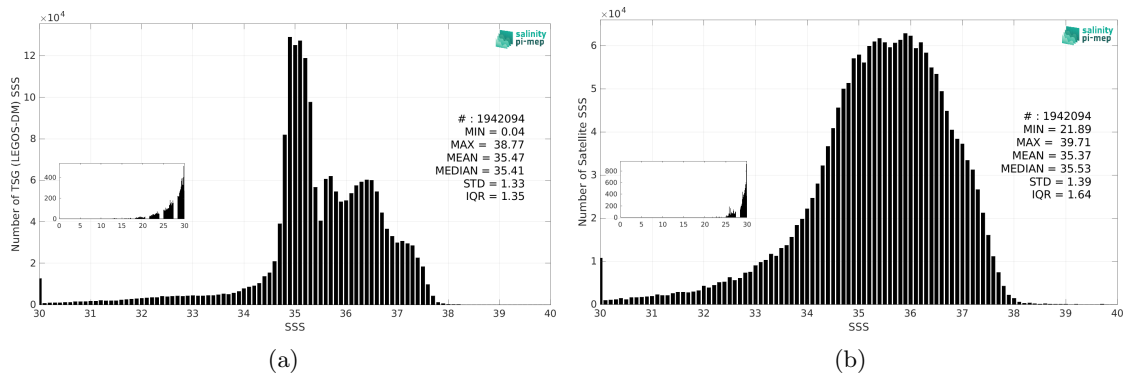 ×10⁴
salinity
pi-mep
Number of TSG (LEGOS-DM) SSS
12
10
8
6
4
2
0
# : 1942094
MIN = 0.04
MAX = 38.77
MEAN = 35.47
MEDIAN = 35.41
STD = 1.33
IQR = 1.35
400
200
0
0 5 10 15 20 25 30
30 31 32 33 34 35 36 37 38 39 40
SSS
(a)
×10⁴
salinity
pi-mep
Number of Satellite SSS
6
5
4
3
2
1
0
# : 1942094
MIN = 21.89
MAX = 39.71
MEAN = 35.37
MEDIAN = 35.53
STD = 1.39
IQR = 1.64
800
600
400
200
0
0 5 10 15 20 25 30
30 31 32 33 34 35 36 37 38 39 40
SSS
(b)